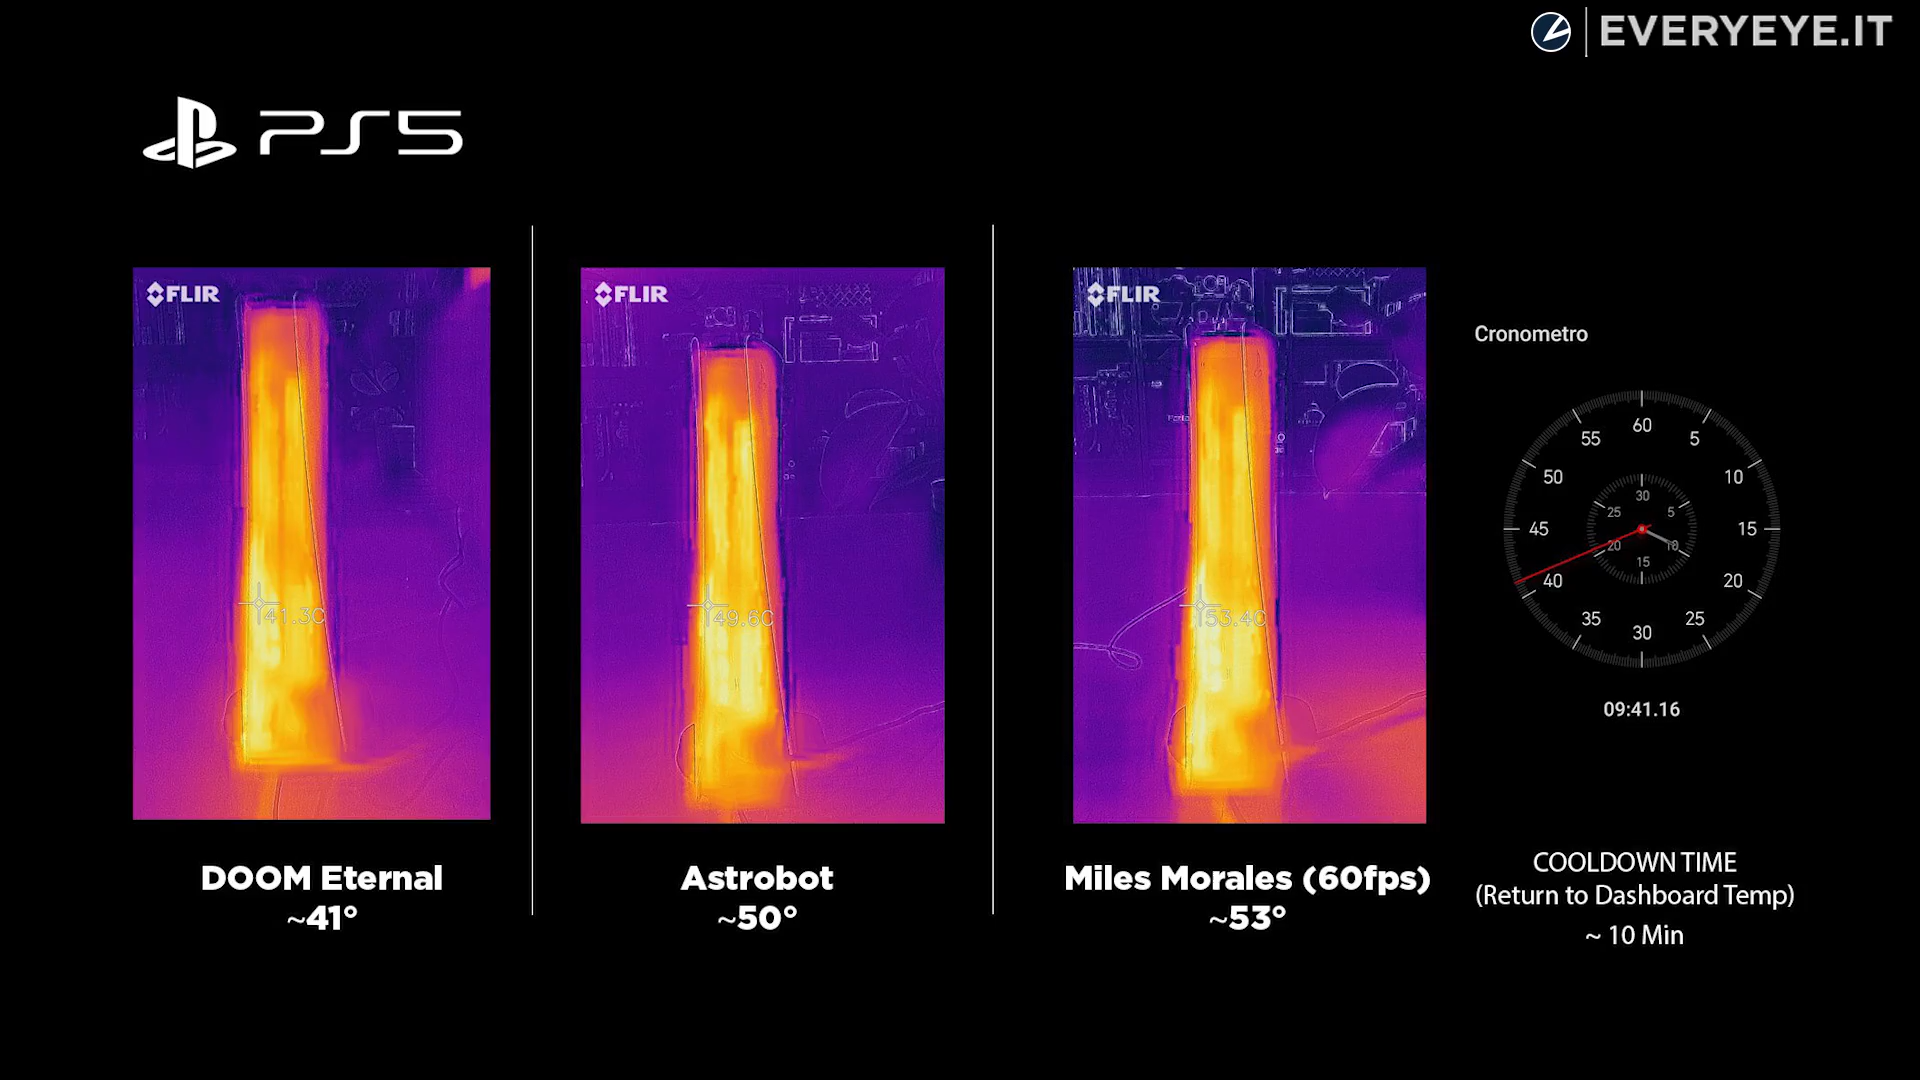 EVERYEYE.IT
PS5
FLIR
41.3C
FLIR
49.6C
FLIR
53.4C
Cronometro
60
5
10
15
20
25
30
35
40
45
50
55
30
5
10
15
20
25
09:41.16
DOOM Eternal
~41°
Astrobot
~50°
Miles Morales (60fps)
~53°
COOLDOWN TIME
(Return to Dashboard Temp)
~ 10 Min